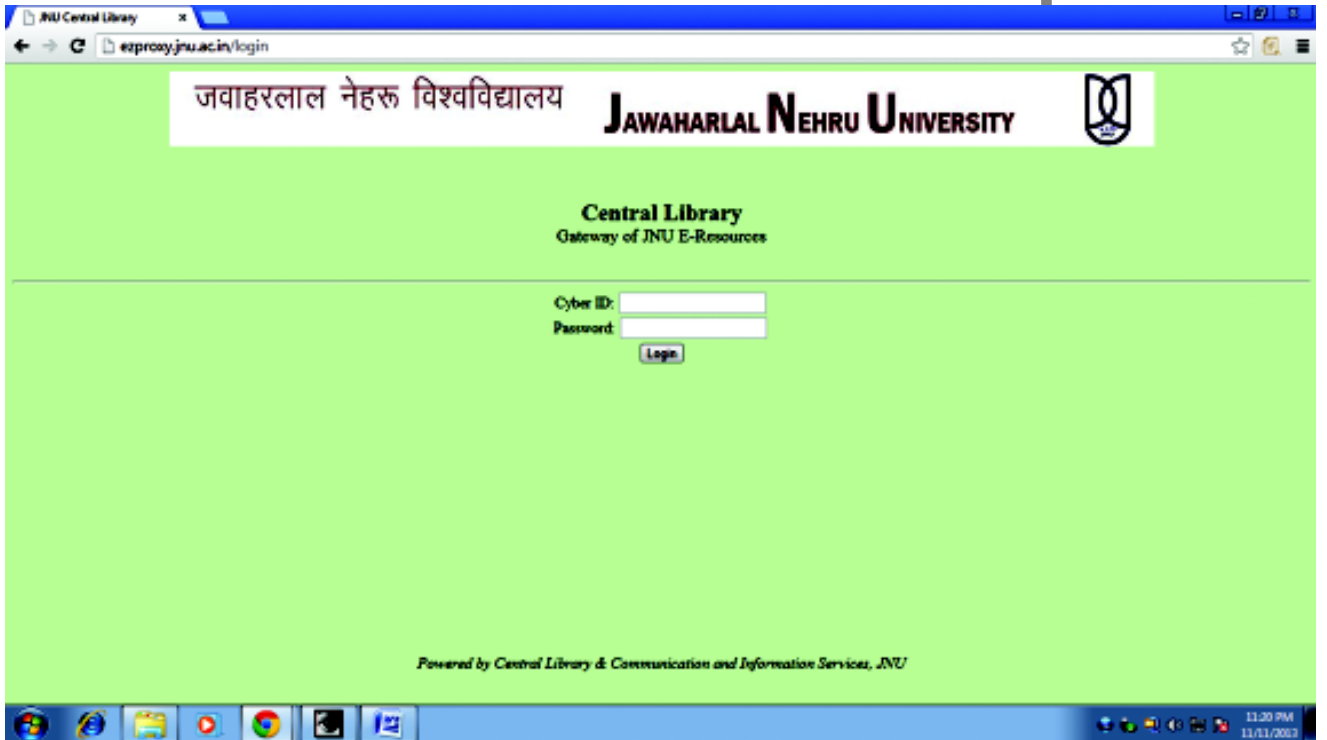 JNU Central Library
ezproxy.jnu.ac.in/login
जवाहरलाल नेहरू विश्वविद्यालय
JAWAHARLAL NEHRU UNIVERSITY
Central Library
Gateway of JNU E-Resources
Cyber ID:
Password:
Login
Powered by Central Library & Communication and Information Services, JNU
11:20 PM
11/11/2013